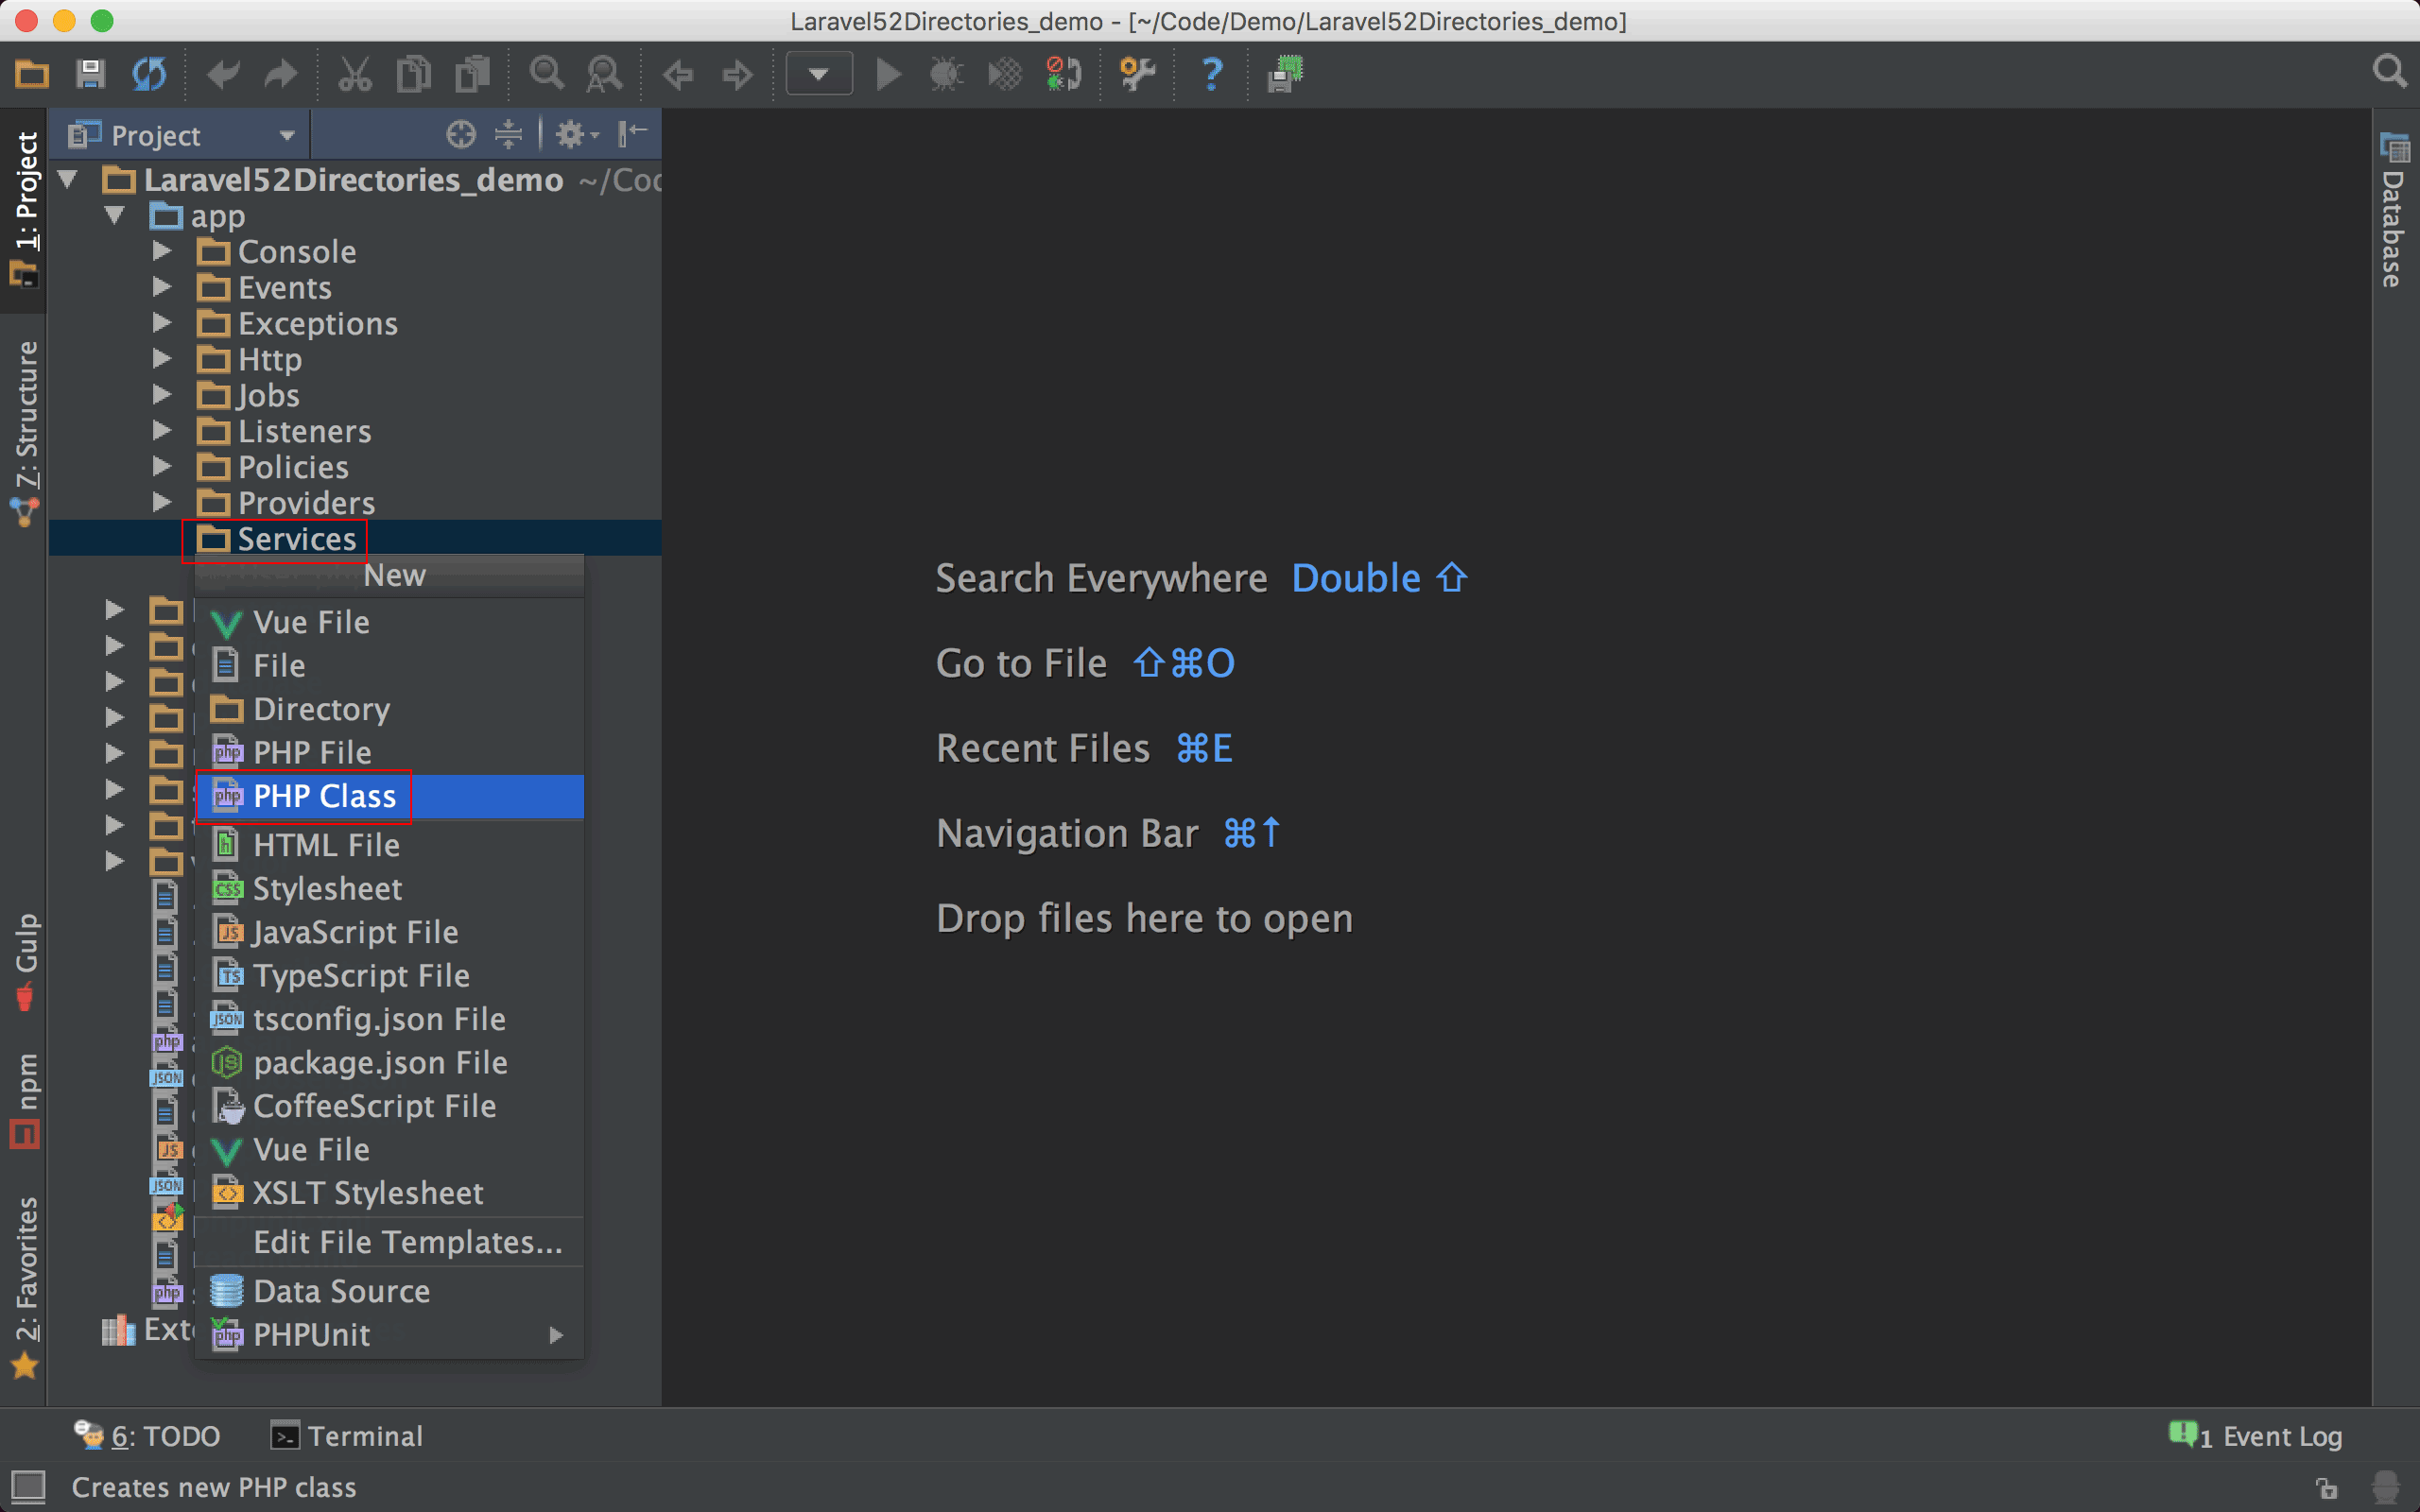 Laravel52Directories_demo - [~/Code/Demo/Laravel52Directories_demo]
Project
1: Project
7: Structure
Gulp
npm
2: Favorites
Database
Laravel52Directories_demo ~/Cod
app
Console
Events
Exceptions
Http
Jobs
Listeners
Policies
Providers
Services
New
Vue File
File
Directory
PHP File
PHP Class
HTML File
Stylesheet
JavaScript File
TypeScript File
tsconfig.json File
package.json File
CoffeeScript File
Vue File
XSLT Stylesheet
Edit File Templates...
Data Source
PHPUnit
Search Everywhere Double ⇧
Go to File ⇧⌘O
Recent Files ⌘E
Navigation Bar ⌘↑
Drop files here to open
6: TODO
Terminal
1 Event Log
Creates new PHP class